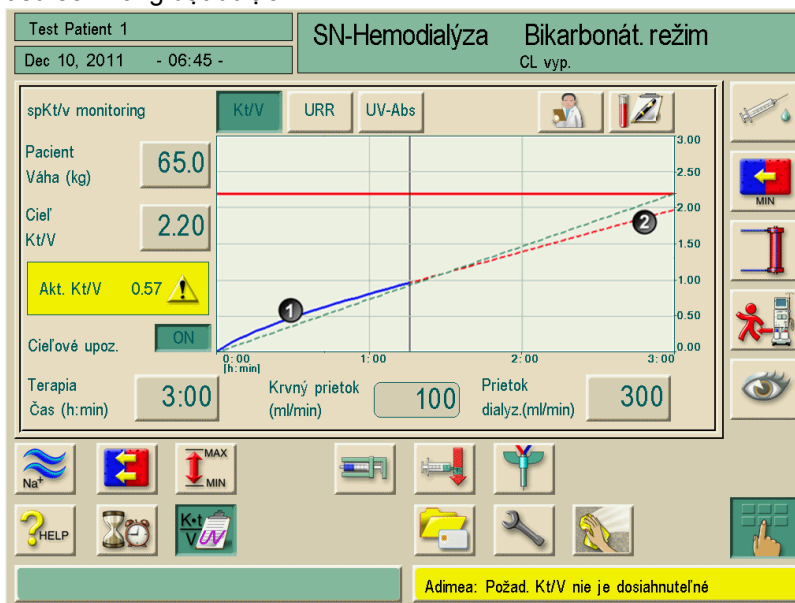 Test Patient 1
Dec 10, 2011 - 06:45 -
SN-Hemodialýza Bikarbonát. režim
CL vyp.
spKt/v monitoring
Kt/V URR UV-Abs
Pacient
Váha (kg)
65.0
Cieľ
Kt/V
2.20
Akt. Kt/V 0.57
Cieľové upoz.
ON
3.00
2.50
2.00
1.50
1.00
0.50
0.00
1
2
0:00 1:00 2:00 3:00
[h:min]
Terapia
Čas (h:min)
3:00
Krvný prietok
(ml/min)
100
Prietok
dialyz.(ml/min)
300
MIN
Na+
MAX
MIN
HELP
K•t
V UV
Adimea: Požad. Kt/V nie je dosiahnuteľné